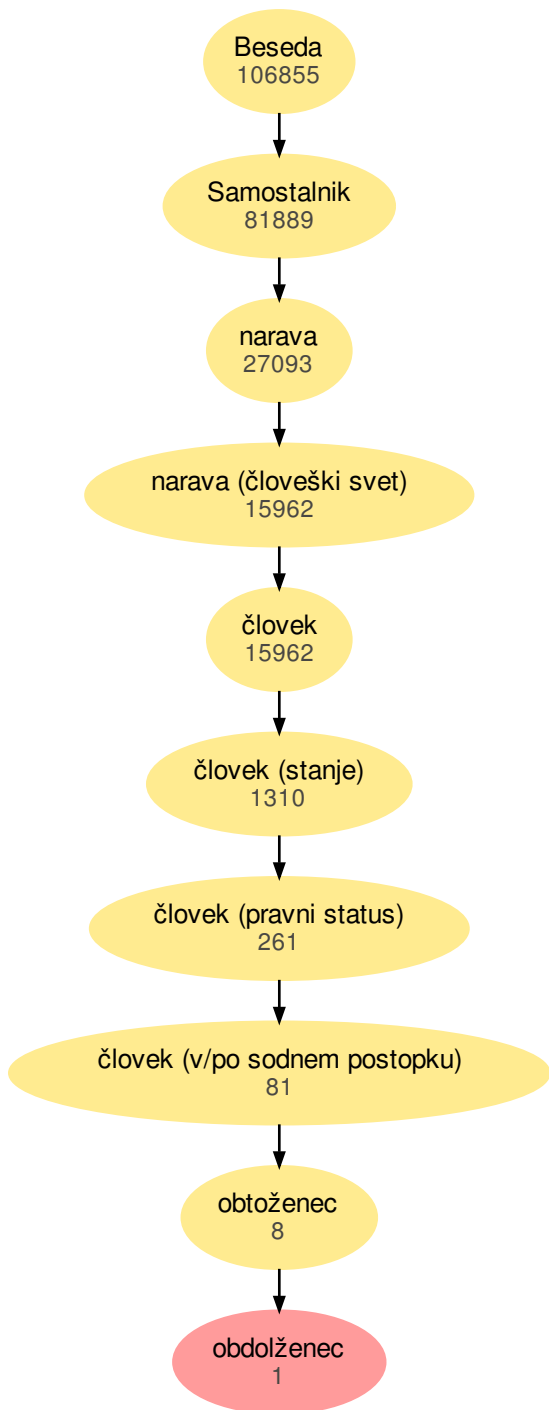 Beseda
106855
Samostalnik
81889
narava
27093
narava (človeški svet)
15962
človek
15962
človek (stanje)
1310
človek (pravni status)
261
človek (v/po sodnem postopku)
81
obtoženec
8
obdolženec
1